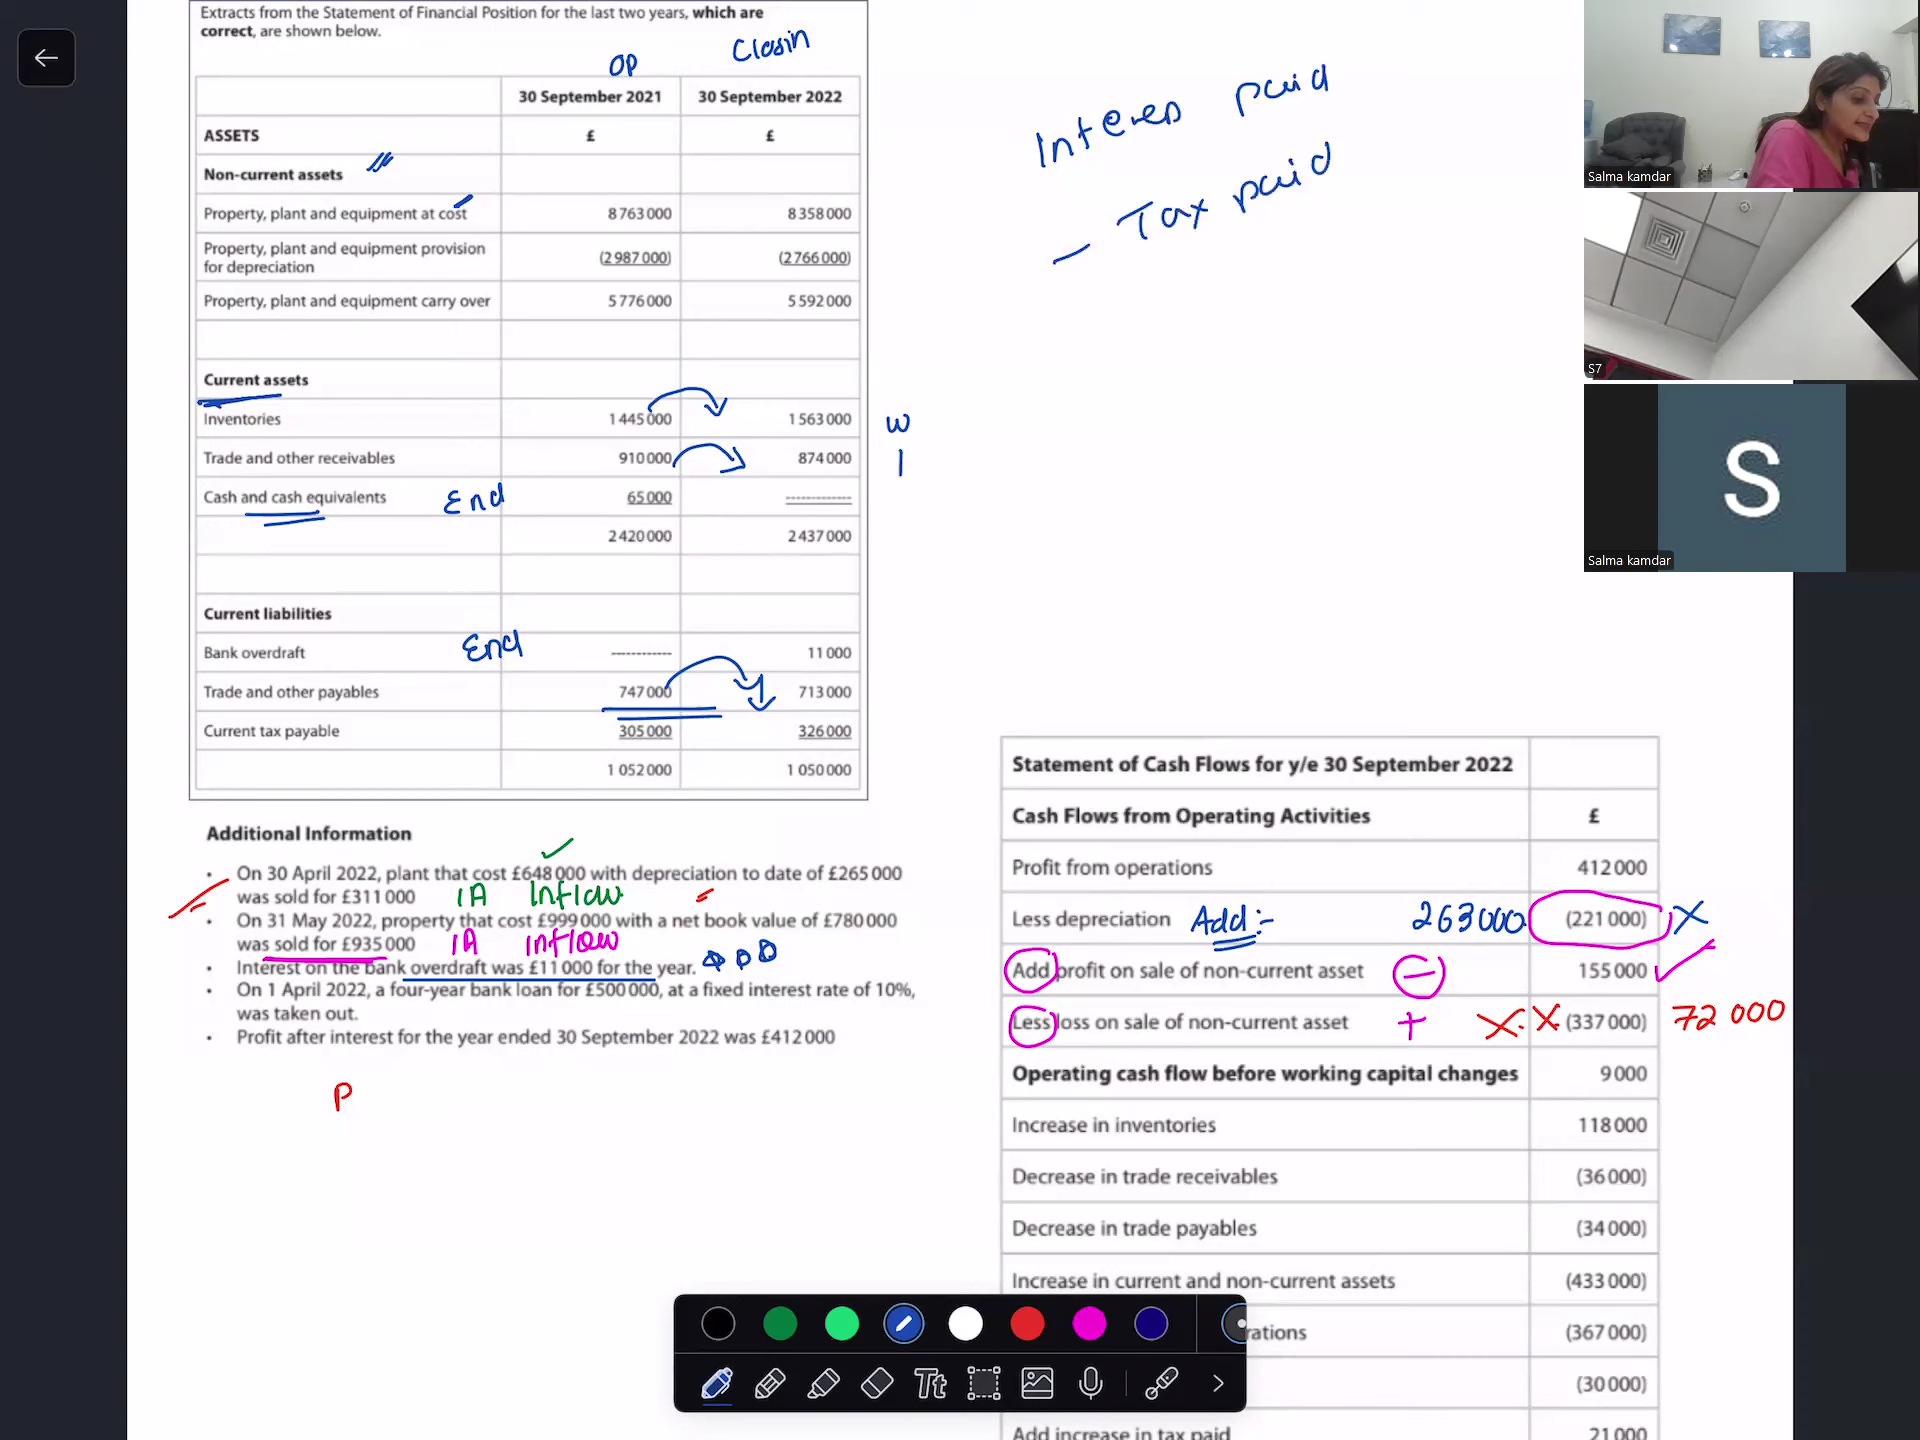 Extracts from the Statement of Financial Position for the last two years, which are
correct, are shown below.
OP Closin
30 September 2021 30 September 2022
ASSETS £ £
Non-current assets
Property, plant and equipment at cost 8 763 000 8 358 000
Property, plant and equipment provision
for depreciation (2 987 000) (2 766 000)
Property, plant and equipment carry over 5 776 000 5 592 000
Current assets
Inventories 1 445 000 1 563 000 w
Trade and other receivables 910 000 874 000 1
Cash and cash equivalents End 65 000 ------------
2 420 000 2 437 000
Current liabilities
Bank overdraft End ------------ 11 000
Trade and other payables 747 000 713 000
Current tax payable 305 000 326 000
1 052 000 1 050 000
Additional Information
• On 30 April 2022, plant that cost £648 000 with depreciation to date of £265 000
was sold for £311 000 IA Inflow
• On 31 May 2022, property that cost £999 000 with a net book value of £780 000
was sold for £935 000 IA Inflow
• Interest on the bank overdraft was £11 000 for the year.
• On 1 April 2022, a four-year bank loan for £500 000, at a fixed interest rate of 10%,
was taken out.
• Profit after interest for the year ended 30 September 2022 was £412 000
P
paid
Tax paid
Salma kamdar
S7
S
Salma kamdar
Statement of Cash Flows for y/e 30 September 2022
Cash Flows from Operating Activities £
Profit from operations 412 000
Less depreciation Add:- 263000 (221 000) X
Add profit on sale of non-current asset - 155 000
Less loss on sale of non-current asset + X. X. (337 000) 72 000
Operating cash flow before working capital changes 9 000
Increase in inventories 118 000
Decrease in trade receivables (36 000)
Decrease in trade payables (34 000)
Increase in current and non-current assets (433 000)
rations (367 000)
(30 000)
Add increase in tax paid 21 000
Tt